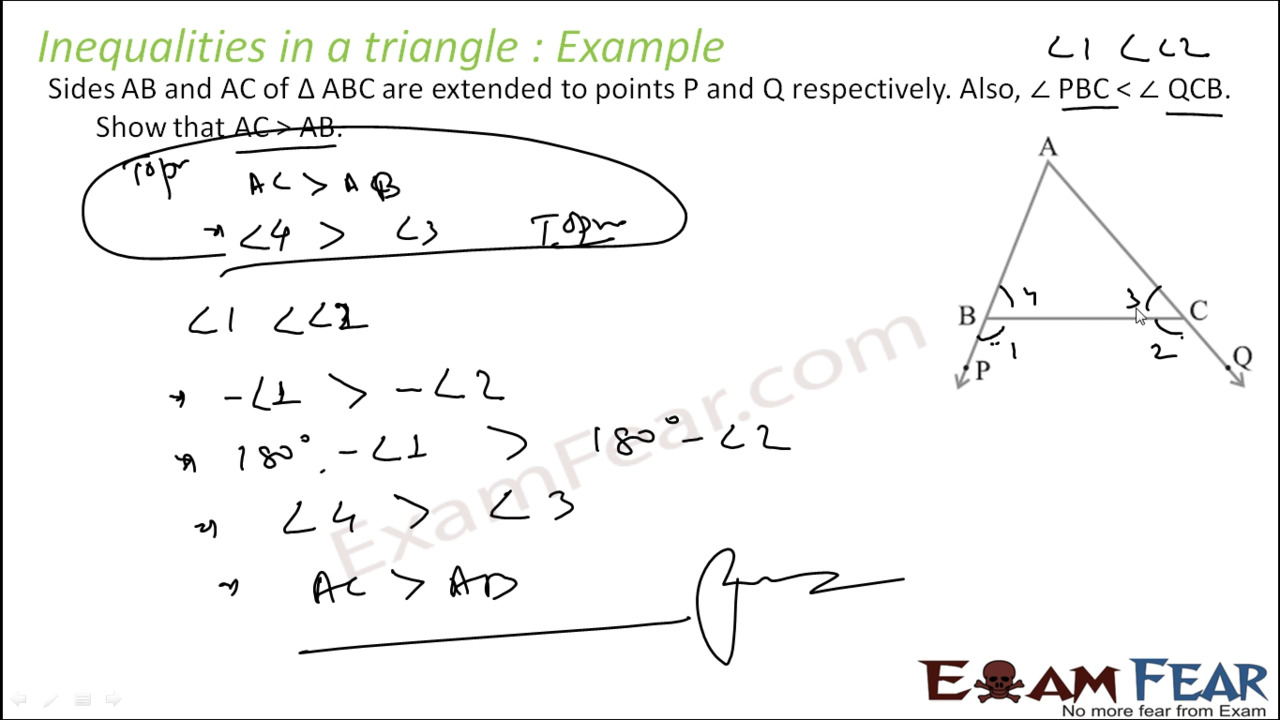 Inequalities in a triangle : Example
∠1 < ∠2
Sides AB and AC of Δ ABC are extended to points P and Q respectively. Also, ∠ PBC < ∠ QCB.
Show that AC > AB.
Topr
AC > AB
→ ∠4 > ∠3 Topr
∠1 < ∠2
→ -∠1 > -∠2
→ 180° - ∠1 > 180° - ∠2
→ ∠4 > ∠3
→ AC > AB
A
4
3
B
C
1
2
P
Q
ExamFear.com
EXAM FEAR
No more fear from Exam